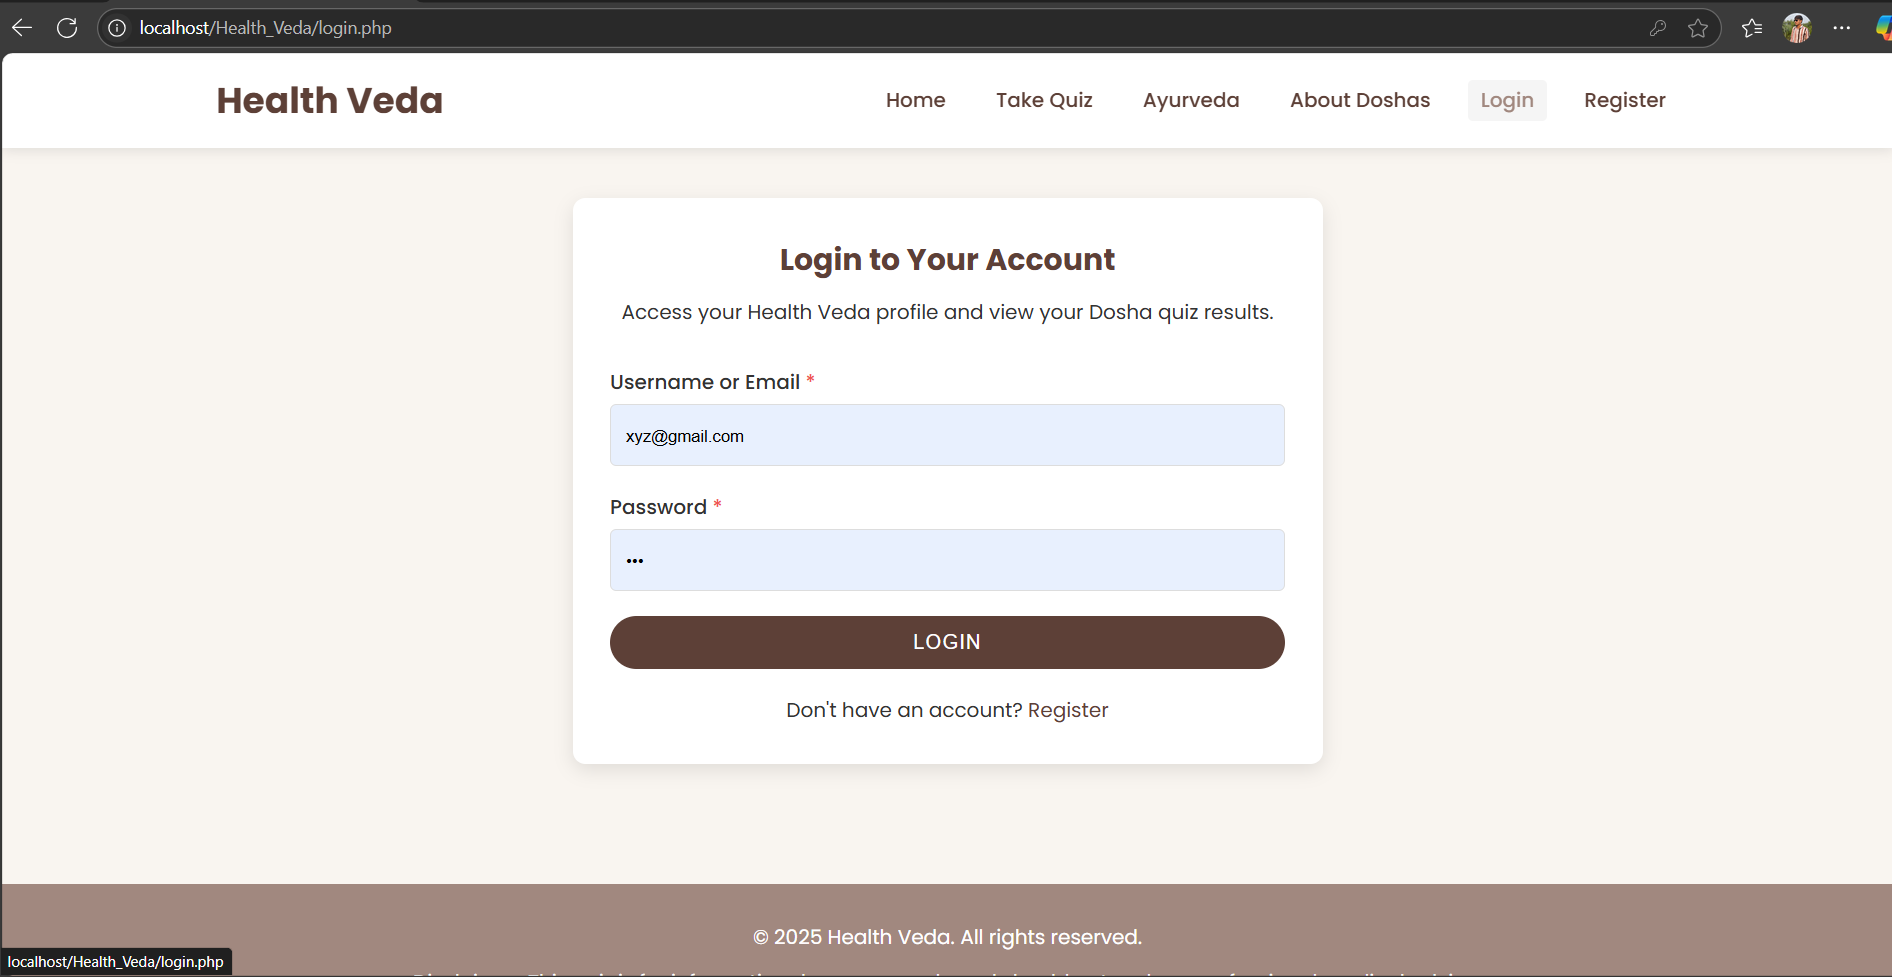 localhost/Health_Veda/login.php
Health Veda
Home Take Quiz Ayurveda About Doshas Login Register
Login to Your Account
Access your Health Veda profile and view your Dosha quiz results.
Username or Email *
xyz@gmail.com
Password *
•••
LOGIN
Don't have an account? Register
© 2025 Health Veda. All rights reserved.
localhost/Health_Veda/login.php